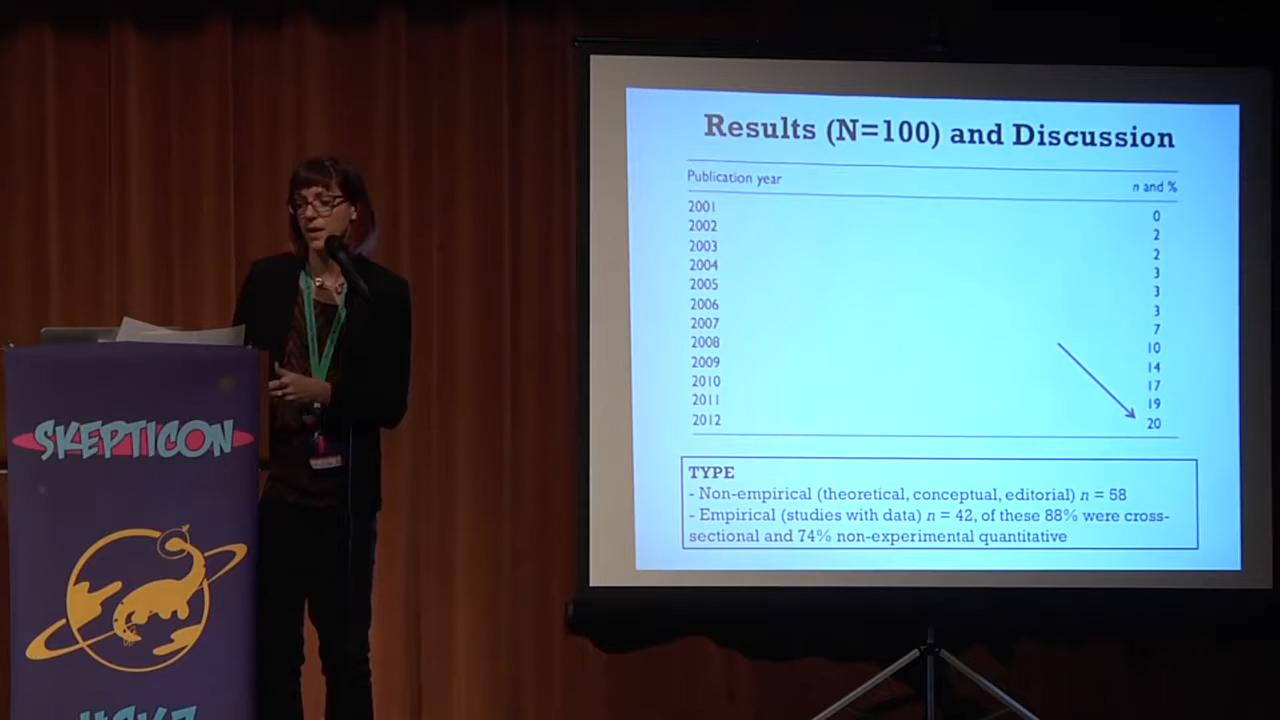 Results (N=100) and Discussion
Publication year n and %
2001 0
2002 2
2003 2
2004 3
2005 3
2006 3
2007 7
2008 10
2009 14
2010 17
2011 19
2012 20
TYPE
- Non-empirical (theoretical, conceptual, editorial) n = 58
- Empirical (studies with data) n = 42, of these 88% were cross-
sectional and 74% non-experimental quantitative
SKEPTICON